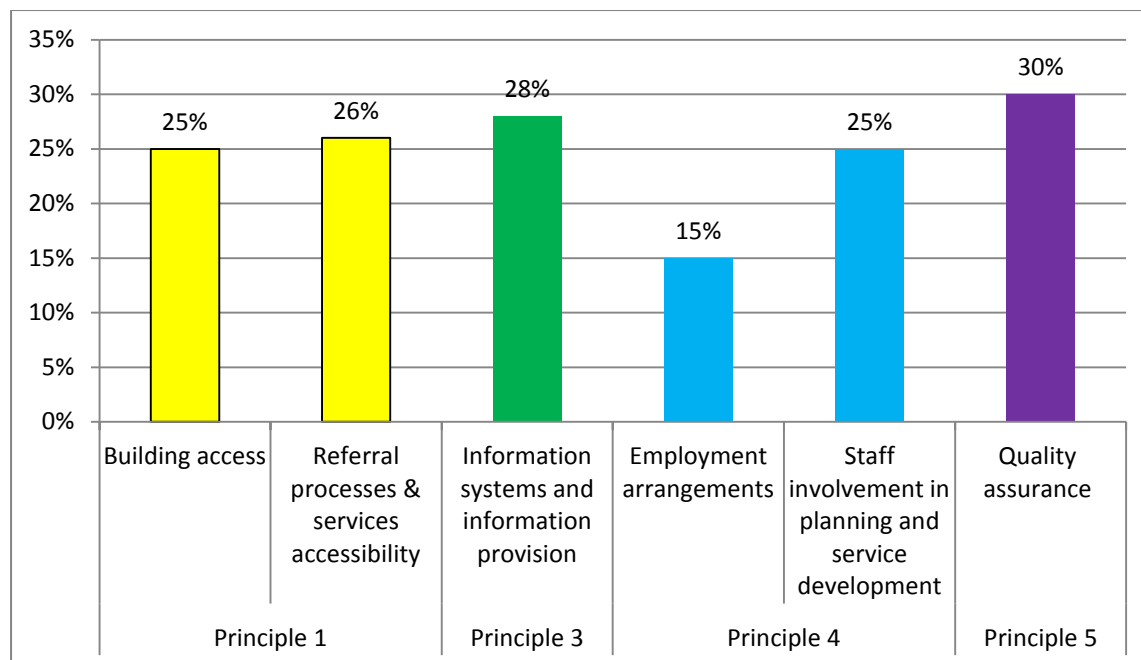 35%
30%
25%
20%
15%
10%
5%
0%
25%
26%
28%
15%
25%
30%
Building access
Referral
processes &
services
accessibility
Information
systems and
information
provision
Employment
arrangements
Staff
involvement in
planning and
service
development
Quality
assurance
Principle 1
Principle 3
Principle 4
Principle 5